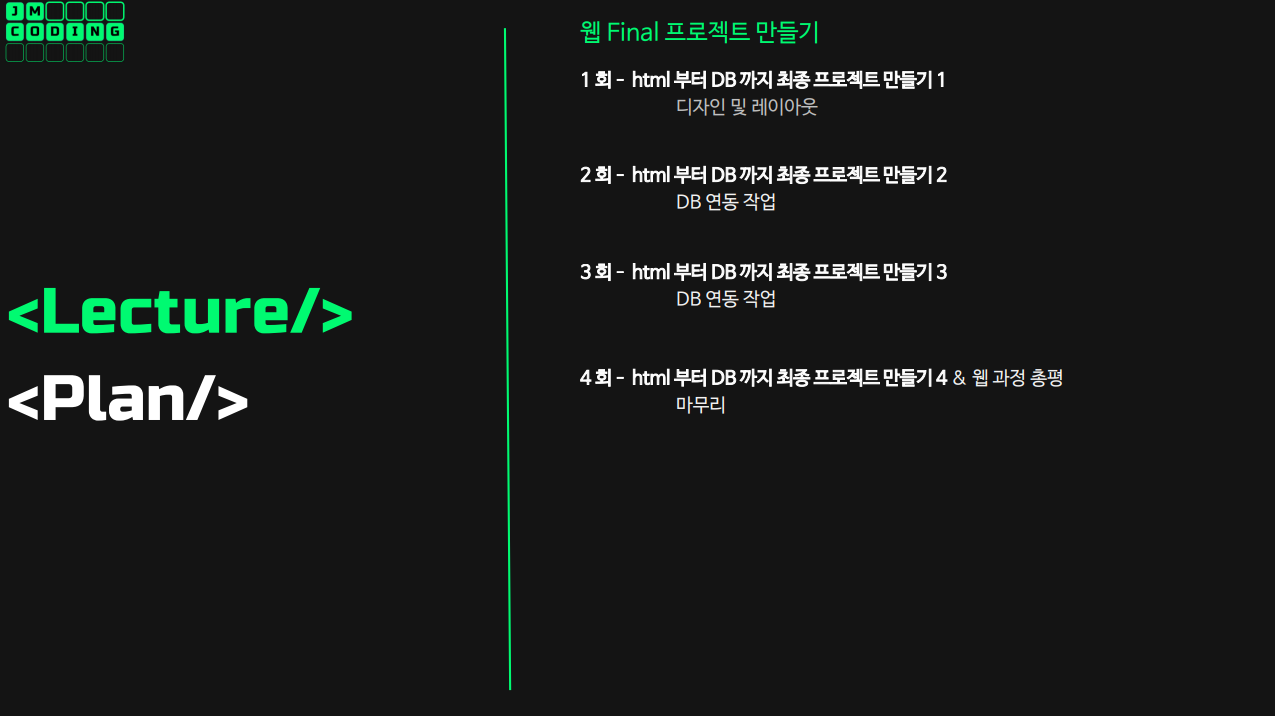 JM
CODING
<Lecture/>
<Plan/>
웹 Final 프로젝트 만들기
1 회 - html 부터 DB 까지 최종 프로젝트 만들기 1
디자인 및 레이아웃
2 회 - html 부터 DB 까지 최종 프로젝트 만들기 2
DB 연동 작업
3 회 - html 부터 DB 까지 최종 프로젝트 만들기 3
DB 연동 작업
4 회 - html 부터 DB 까지 최종 프로젝트 만들기 4 & 웹 과정 총평
마무리